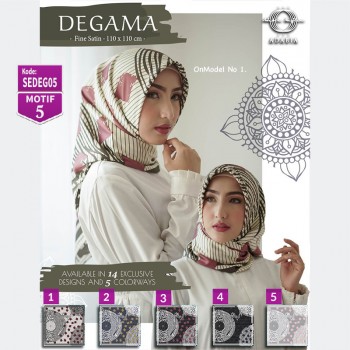 DEGAMA
Fine Satin - 110 x 110 cm -
ADAMA
Kode:
SEDEG05
MOTIF
5
OnModel No 1.
AVAILABLE IN 14 EXCLUSIVE
DESIGNS AND 5 COLORWAYS
1 2 3 4 5